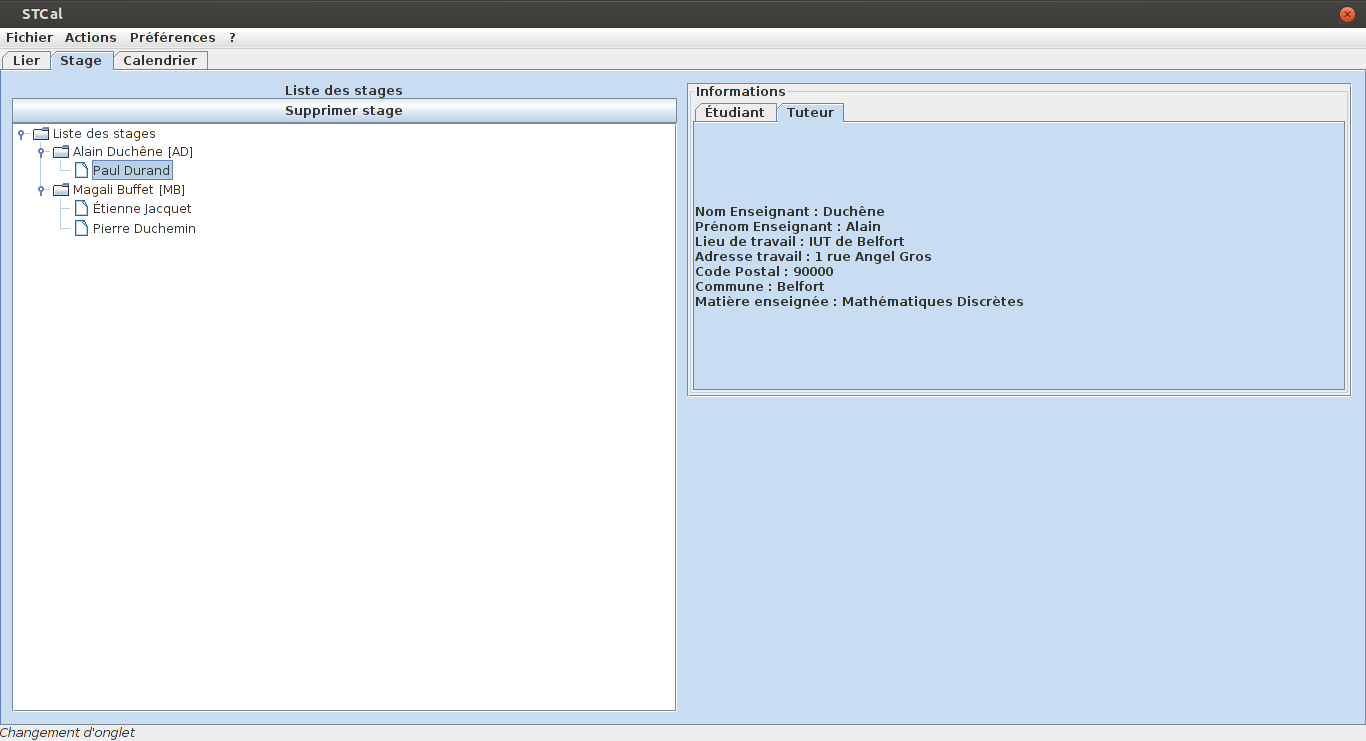 STCal
Fichier Actions Préférences ?
Lier Stage Calendrier
Liste des stages
Supprimer stage
Liste des stages
Alain Duchêne [AD]
Paul Durand
Magali Buffet [MB]
Étienne Jacquet
Pierre Duchemin
Informations
Étudiant Tuteur
Nom Enseignant : Duchêne
Prénom Enseignant : Alain
Lieu de travail : IUT de Belfort
Adresse travail : 1 rue Angel Gros
Code Postal : 90000
Commune : Belfort
Matière enseignée : Mathématiques Discrètes
Changement d'onglet